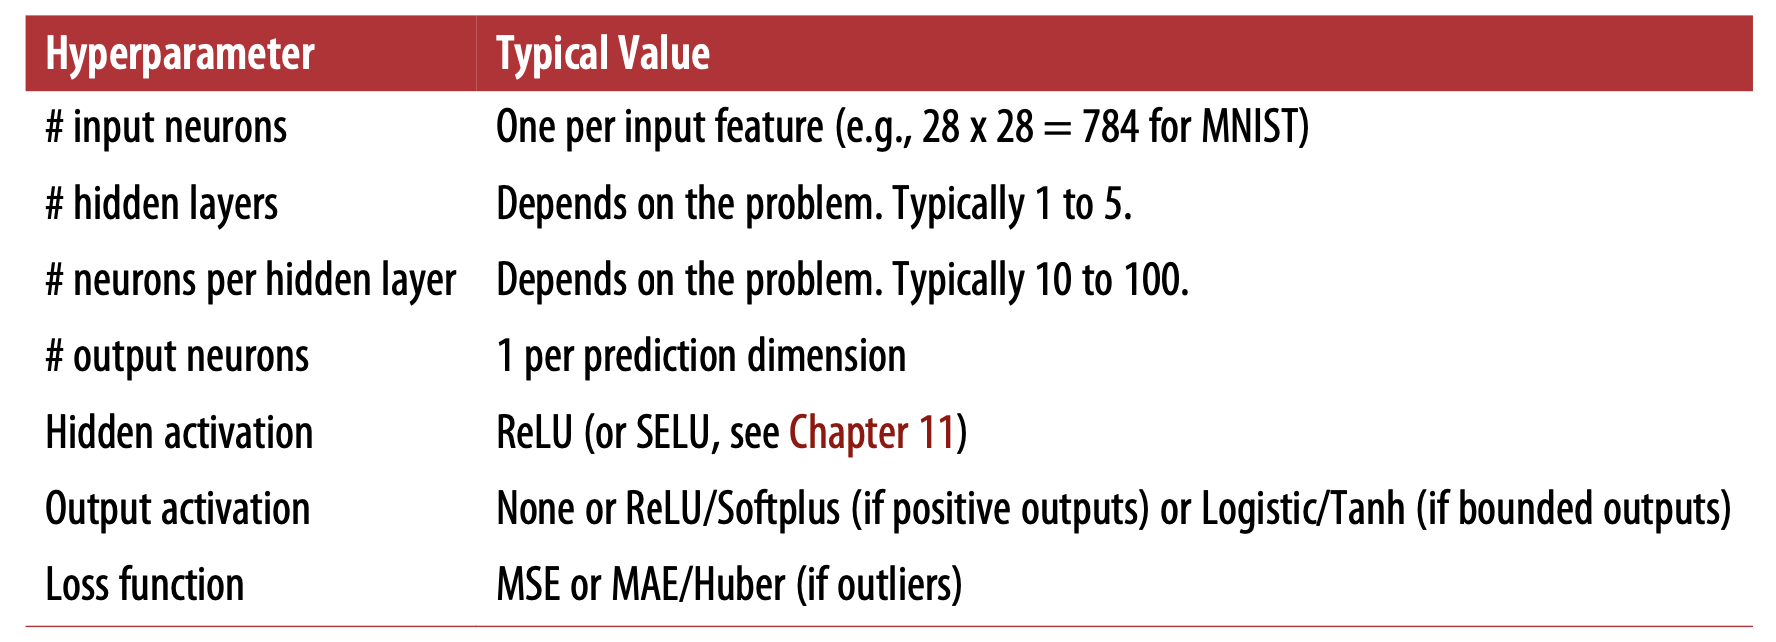 Hyperparameter Typical Value
# input neurons One per input feature (e.g., 28 x 28 = 784 for MNIST)
# hidden layers Depends on the problem. Typically 1 to 5.
# neurons per hidden layer Depends on the problem. Typically 10 to 100.
# output neurons 1 per prediction dimension
Hidden activation ReLU (or SELU, see Chapter 11)
Output activation None or ReLU/Softplus (if positive outputs) or Logistic/Tanh (if bounded outputs)
Loss function MSE or MAE/Huber (if outliers)